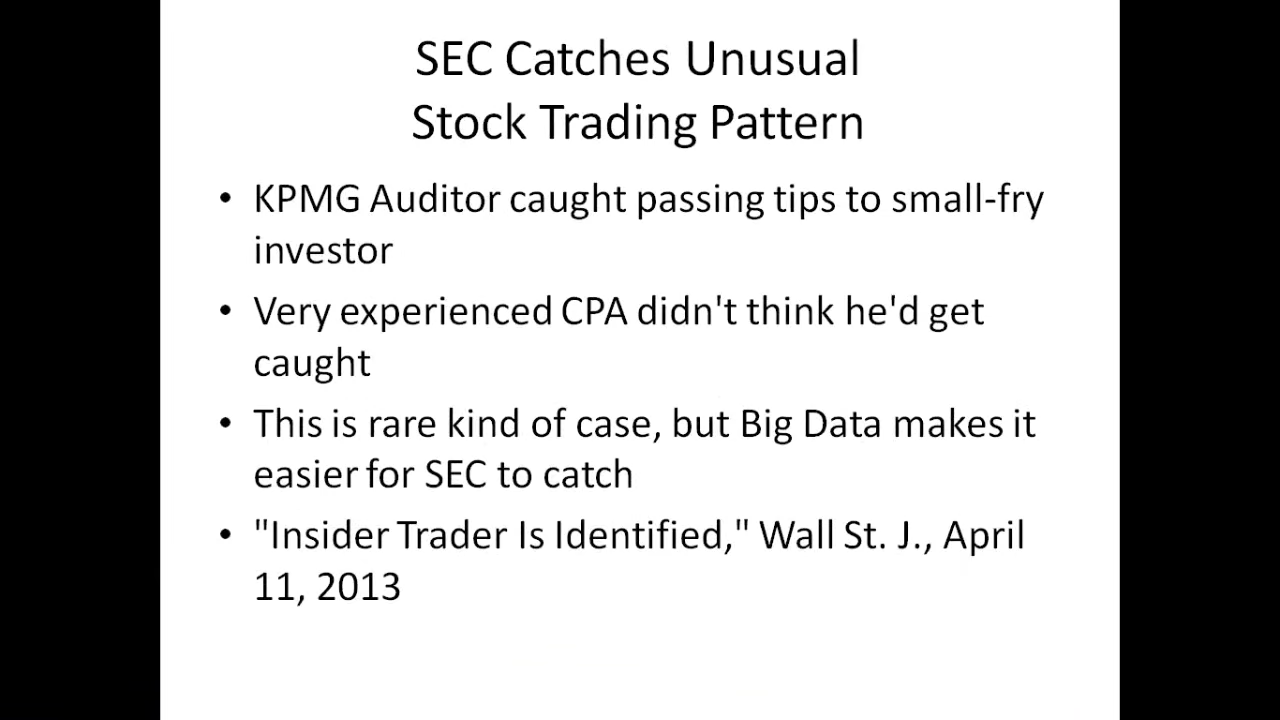 SEC Catches Unusual
Stock Trading Pattern
• KPMG Auditor caught passing tips to small-fry
investor
• Very experienced CPA didn't think he'd get
caught
• This is rare kind of case, but Big Data makes it
easier for SEC to catch
• "Insider Trader Is Identified," Wall St. J., April
11, 2013